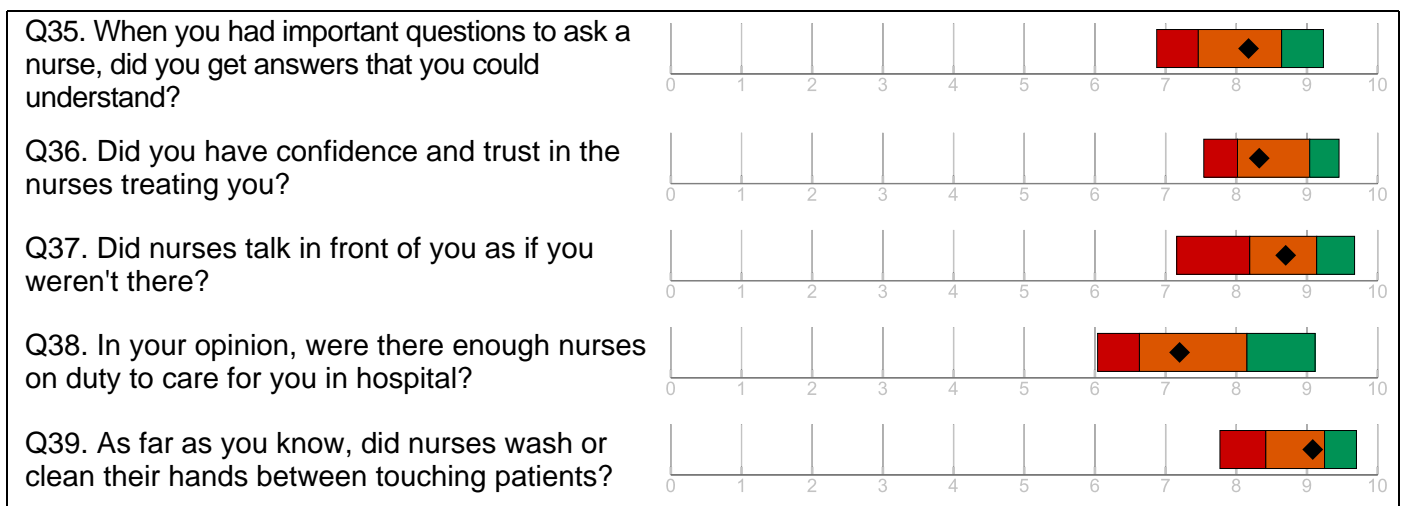 Q35. When you had important questions to ask a
nurse, did you get answers that you could
understand?
0 1 2 3 4 5 6 7 8 9 10
Q36. Did you have confidence and trust in the
nurses treating you?
0 1 2 3 4 5 6 7 8 9 10
Q37. Did nurses talk in front of you as if you
weren't there?
0 1 2 3 4 5 6 7 8 9 10
Q38. In your opinion, were there enough nurses
on duty to care for you in hospital?
0 1 2 3 4 5 6 7 8 9 10
Q39. As far as you know, did nurses wash or
clean their hands between touching patients?
0 1 2 3 4 5 6 7 8 9 10